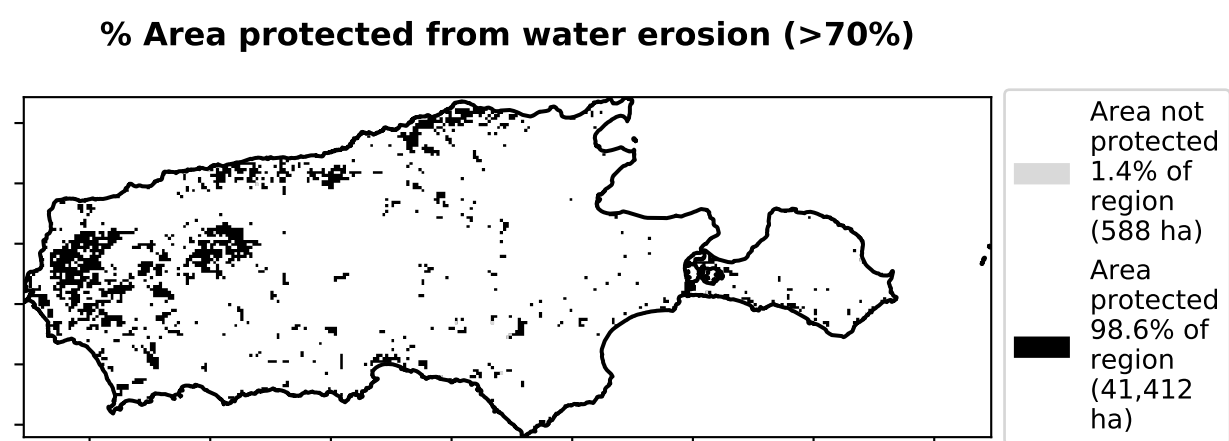 % Area protected from water erosion (>70%)
Area not
protected
1.4% of
region
(588 ha)
Area
protected
98.6% of
region
(41,412
ha)